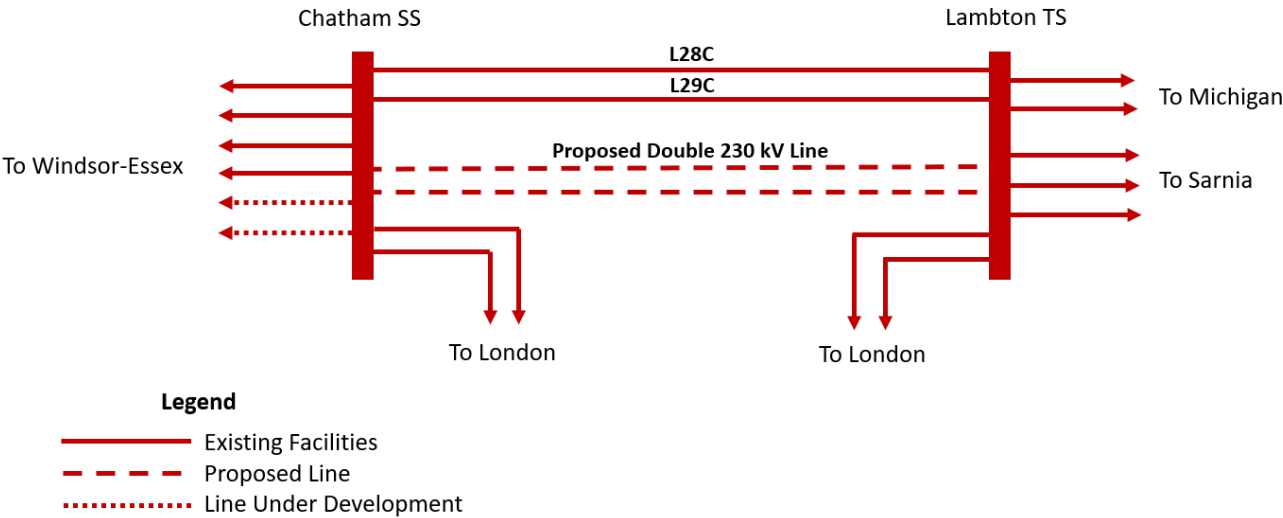 Chatham SS
Lambton TS
L28C
L29C
To Michigan
Proposed Double 230 kV Line
To Windsor-Essex
To Sarnia
To London
To London
Legend
Existing Facilities
Proposed Line
Line Under Development